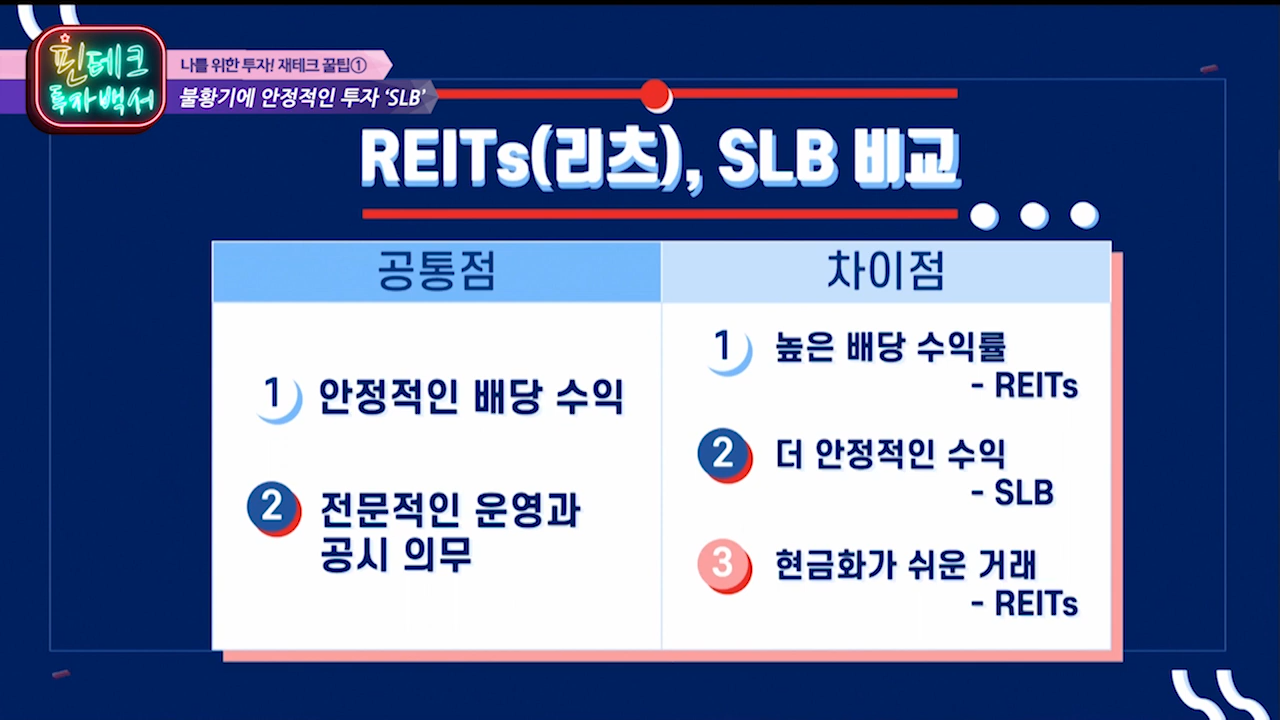 핀테크
투자백서
나를 위한 투자! 재테크 꿀팁①
불황기에 안정적인 투자 ‘SLB’
REITs(리츠), SLB 비교
공통점
1 안정적인 배당 수익
2 전문적인 운영과
공시 의무
차이점
1 높은 배당 수익률
- REITs
2 더 안정적인 수익
- SLB
3 현금화가 쉬운 거래
- REITs